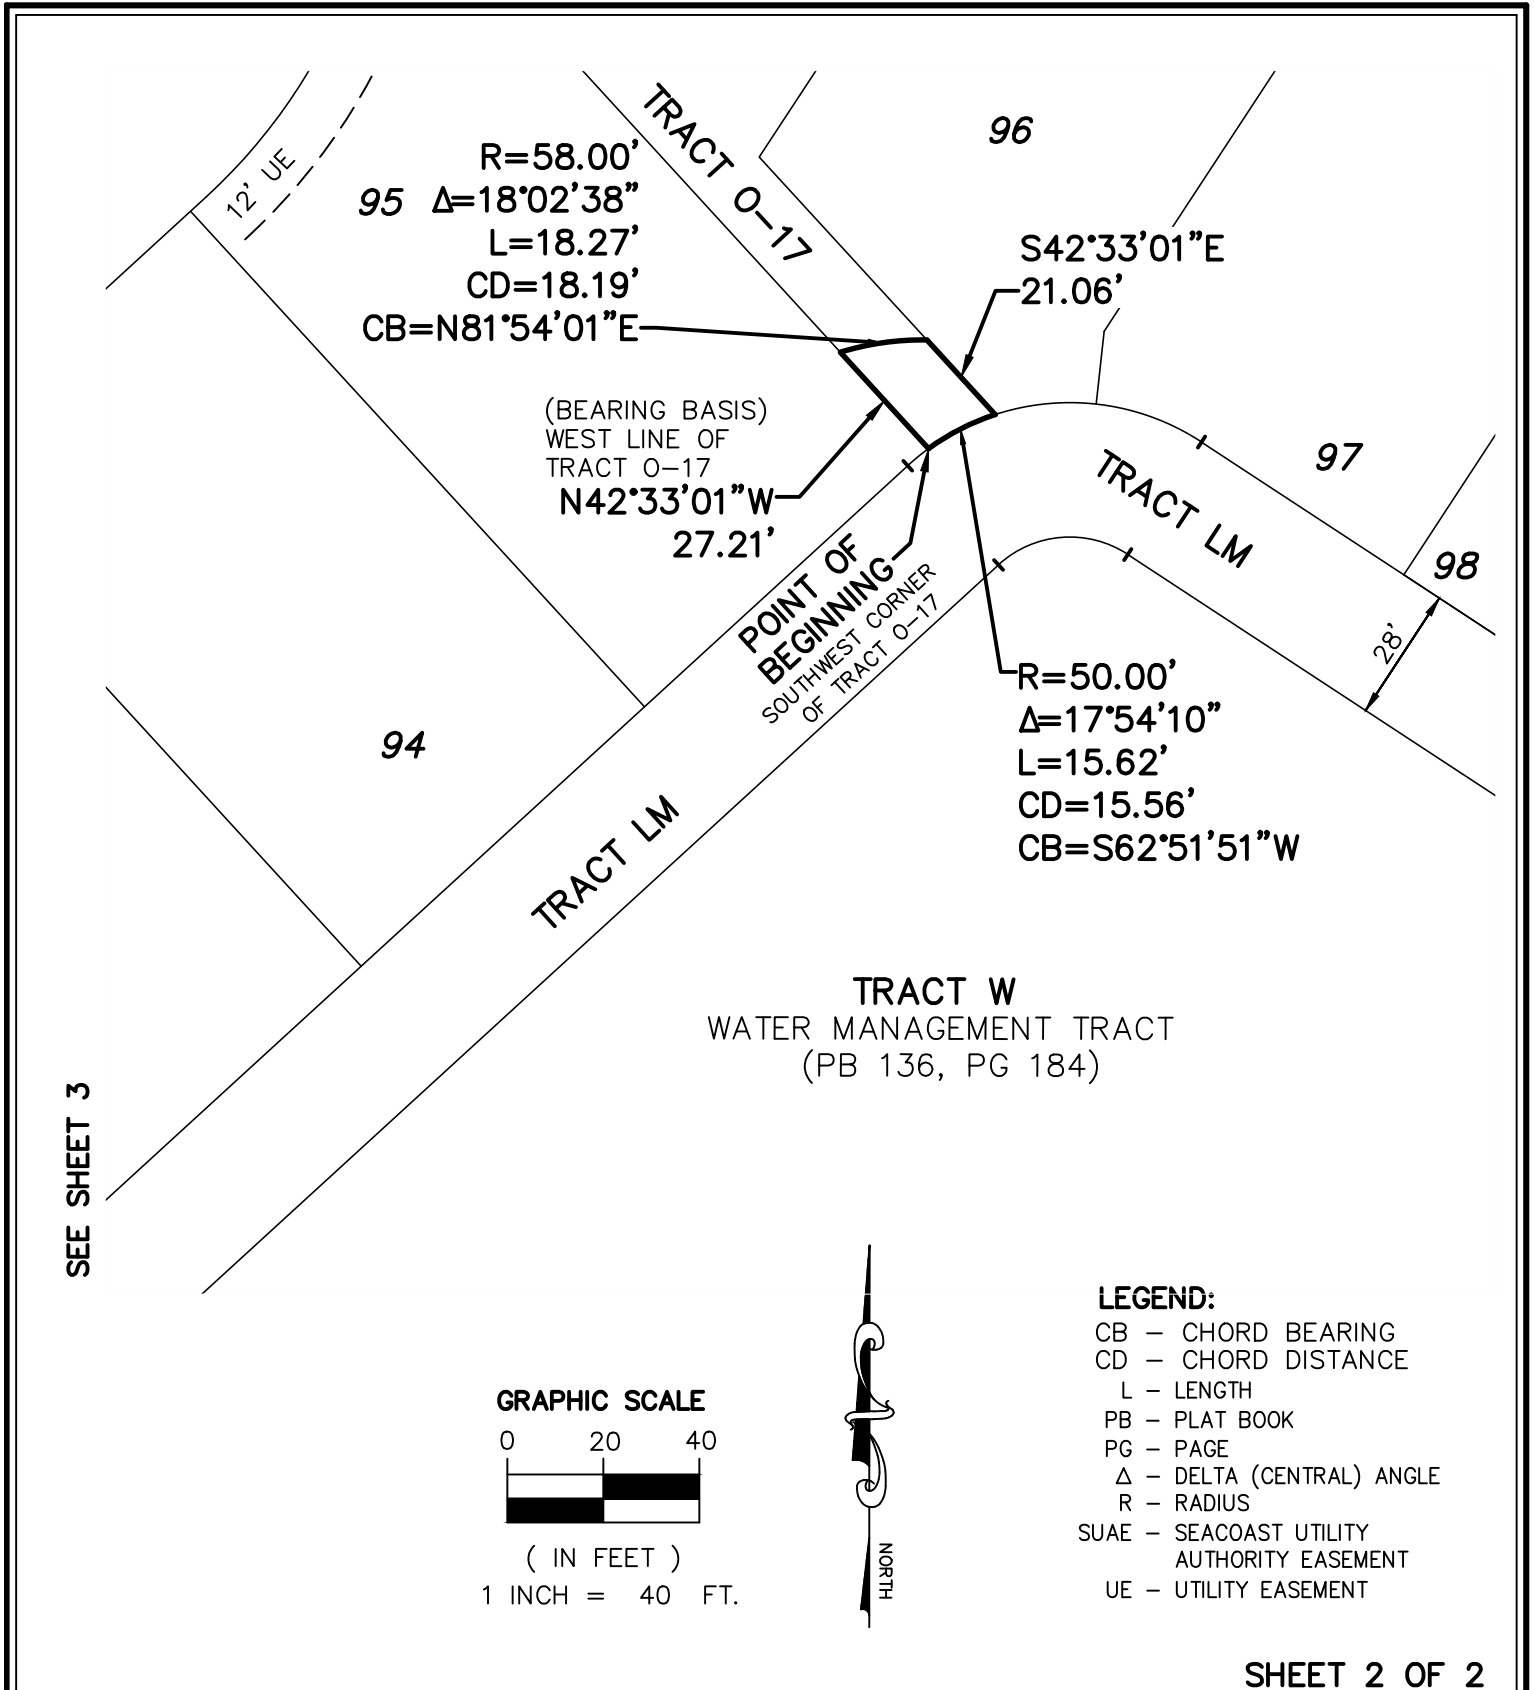 TRACT O-17
96
12' UE
95
R=58.00'
Δ=18°02'38"
L=18.27'
CD=18.19'
CB=N81°54'01"E
S42°33'01"E
21.06'
(BEARING BASIS)
WEST LINE OF
TRACT O-17
N42°33'01"W
27.21'
97
TRACT LM
98
28'
POINT OF
BEGINNING
SOUTHWEST CORNER
OF TRACT O-17
R=50.00'
Δ=17°54'10"
L=15.62'
CD=15.56'
CB=S62°51'51"W
94
TRACT LM
TRACT W
WATER MANAGEMENT TRACT
(PB 136, PG 184)
SEE SHEET 3
GRAPHIC SCALE
0 20 40
( IN FEET )
1 INCH = 40 FT.
NORTH
LEGEND:
CB - CHORD BEARING
CD - CHORD DISTANCE
L - LENGTH
PB - PLAT BOOK
PG - PAGE
Δ - DELTA (CENTRAL) ANGLE
R - RADIUS
SUAE - SEACOAST UTILITY
AUTHORITY EASEMENT
UE - UTILITY EASEMENT
SHEET 2 OF 2